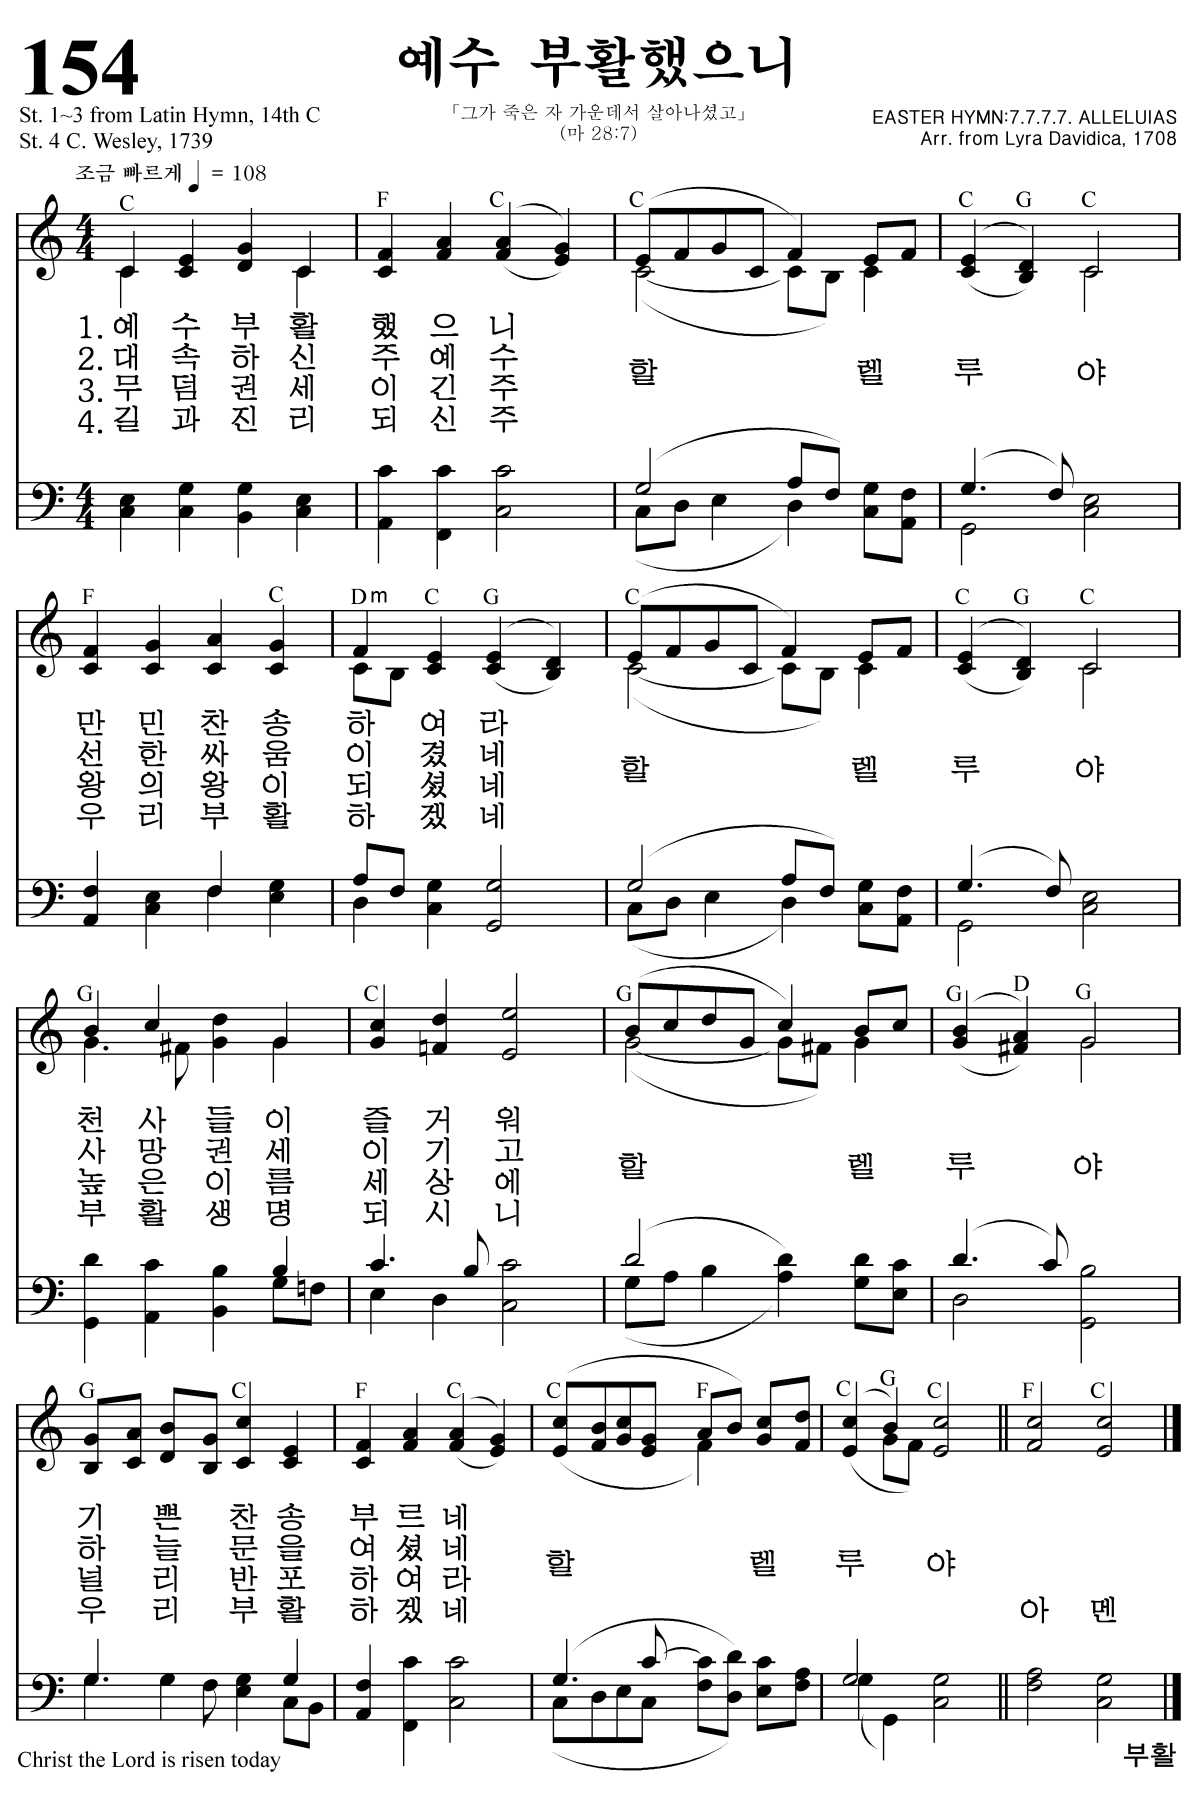 154
예수 부활했으니
St. 1~3 from Latin Hymn, 14th C
St. 4 C. Wesley, 1739
「그가 죽은 자 가운데서 살아나셨고」
(마 28:7)
EASTER HYMN:7.7.7.7. ALLELUIAS
Arr. from Lyra Davidica, 1708
조금 빠르게 ♩ = 108
C F C C C G C
1. 예 수 부 활 했 으 니
2. 대 속 하 신 주 예 수
3. 무 덤 권 세 이 긴 주
4. 길 과 진 리 되 신 주
할 렐 루 야
F C Dm C G C C G C
만 민 찬 송 하 여 라
선 한 싸 움 이 겼 네
왕 의 왕 이 되 셨 네
우 리 부 활 하 겠 네
할 렐 루 야
G C G G D G
천 사 들 이 즐 거 워
사 망 권 세 이 기 고
높 은 이 름 세 상 에
부 활 생 명 되 시 니
할 렐 루 야
G C F C C F C G C F C
기 쁜 찬 송 부 르 네
하 늘 문 을 여 셨 네
널 리 반 포 하 여 라
우 리 부 활 하 겠 네
할 렐 루 야
아 멘
Christ the Lord is risen today
부활